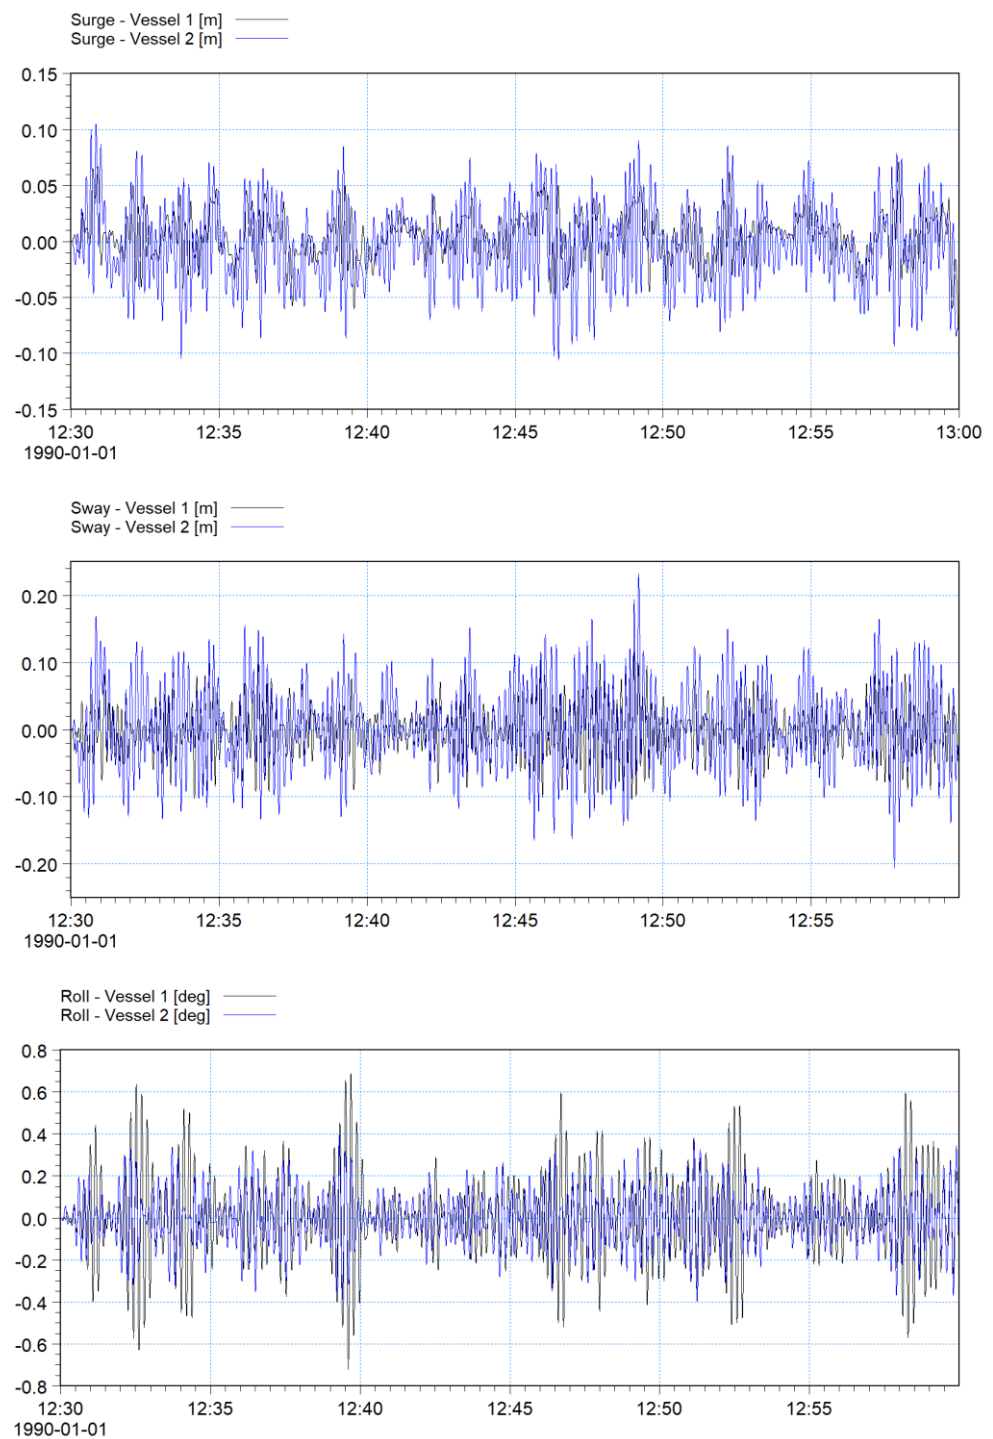 Surge - Vessel 1 [m]
Surge - Vessel 2 [m]
0.15
0.10
0.05
0.00
-0.05
-0.10
-0.15
12:30 12:35 12:40 12:45 12:50 12:55 13:00
1990-01-01
Sway - Vessel 1 [m]
Sway - Vessel 2 [m]
0.20
0.10
0.00
-0.10
-0.20
12:30 12:35 12:40 12:45 12:50 12:55
1990-01-01
Roll - Vessel 1 [deg]
Roll - Vessel 2 [deg]
0.8
0.6
0.4
0.2
0.0
-0.2
-0.4
-0.6
-0.8
12:30 12:35 12:40 12:45 12:50 12:55
1990-01-01